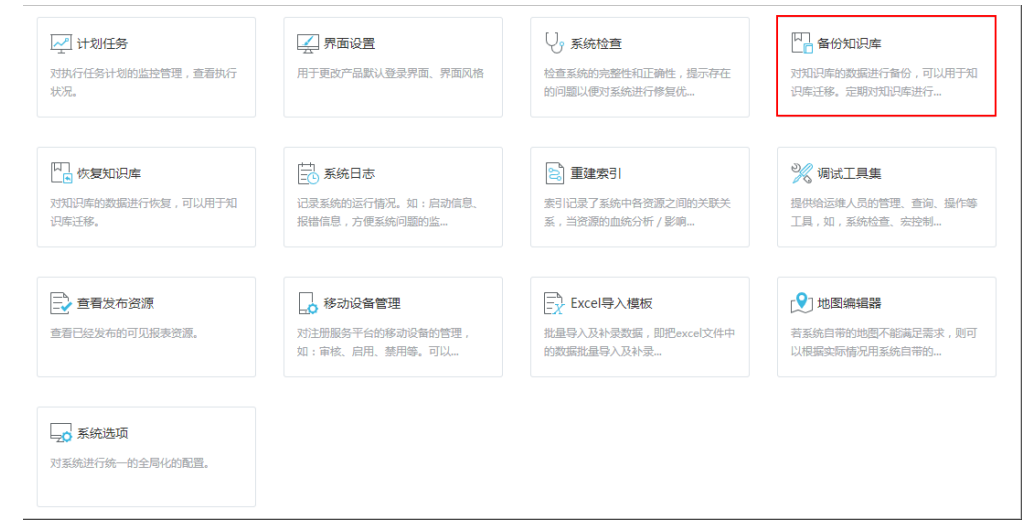 计划任务
对执行任务计划的监控管理，查看执行
状况。
界面设置
用于更改产品默认登录界面、界面风格
系统检查
检查系统的完整性和正确性，提示存在
的问题以便对系统进行修复优...
备份知识库
对知识库的数据进行备份，可以用于知
识库迁移。定期对知识库进行...
恢复知识库
对知识库的数据进行恢复，可以用于知
识库迁移。
系统日志
记录系统的运行情况。如：启动信息、
报错信息，方便系统问题的监...
重建索引
索引记录了系统中各资源之间的关联关
系，当资源的血统分析 / 影响...
调试工具集
提供给运维人员的管理、查询、操作等
工具，如，系统检查、宏控制...
查看发布资源
查看已经发布的可见报表资源。
移动设备管理
对注册服务平台的移动设备的管理，
如：审核、启用、禁用等。可以...
Excel导入模板
批量导入及补录数据，即把excel文件中
的数据批量导入及补录...
地图编辑器
若系统自带的地图不能满足需求，则可
以根据实际情况用系统自带的...
系统选项
对系统进行统一的全局化的配置。